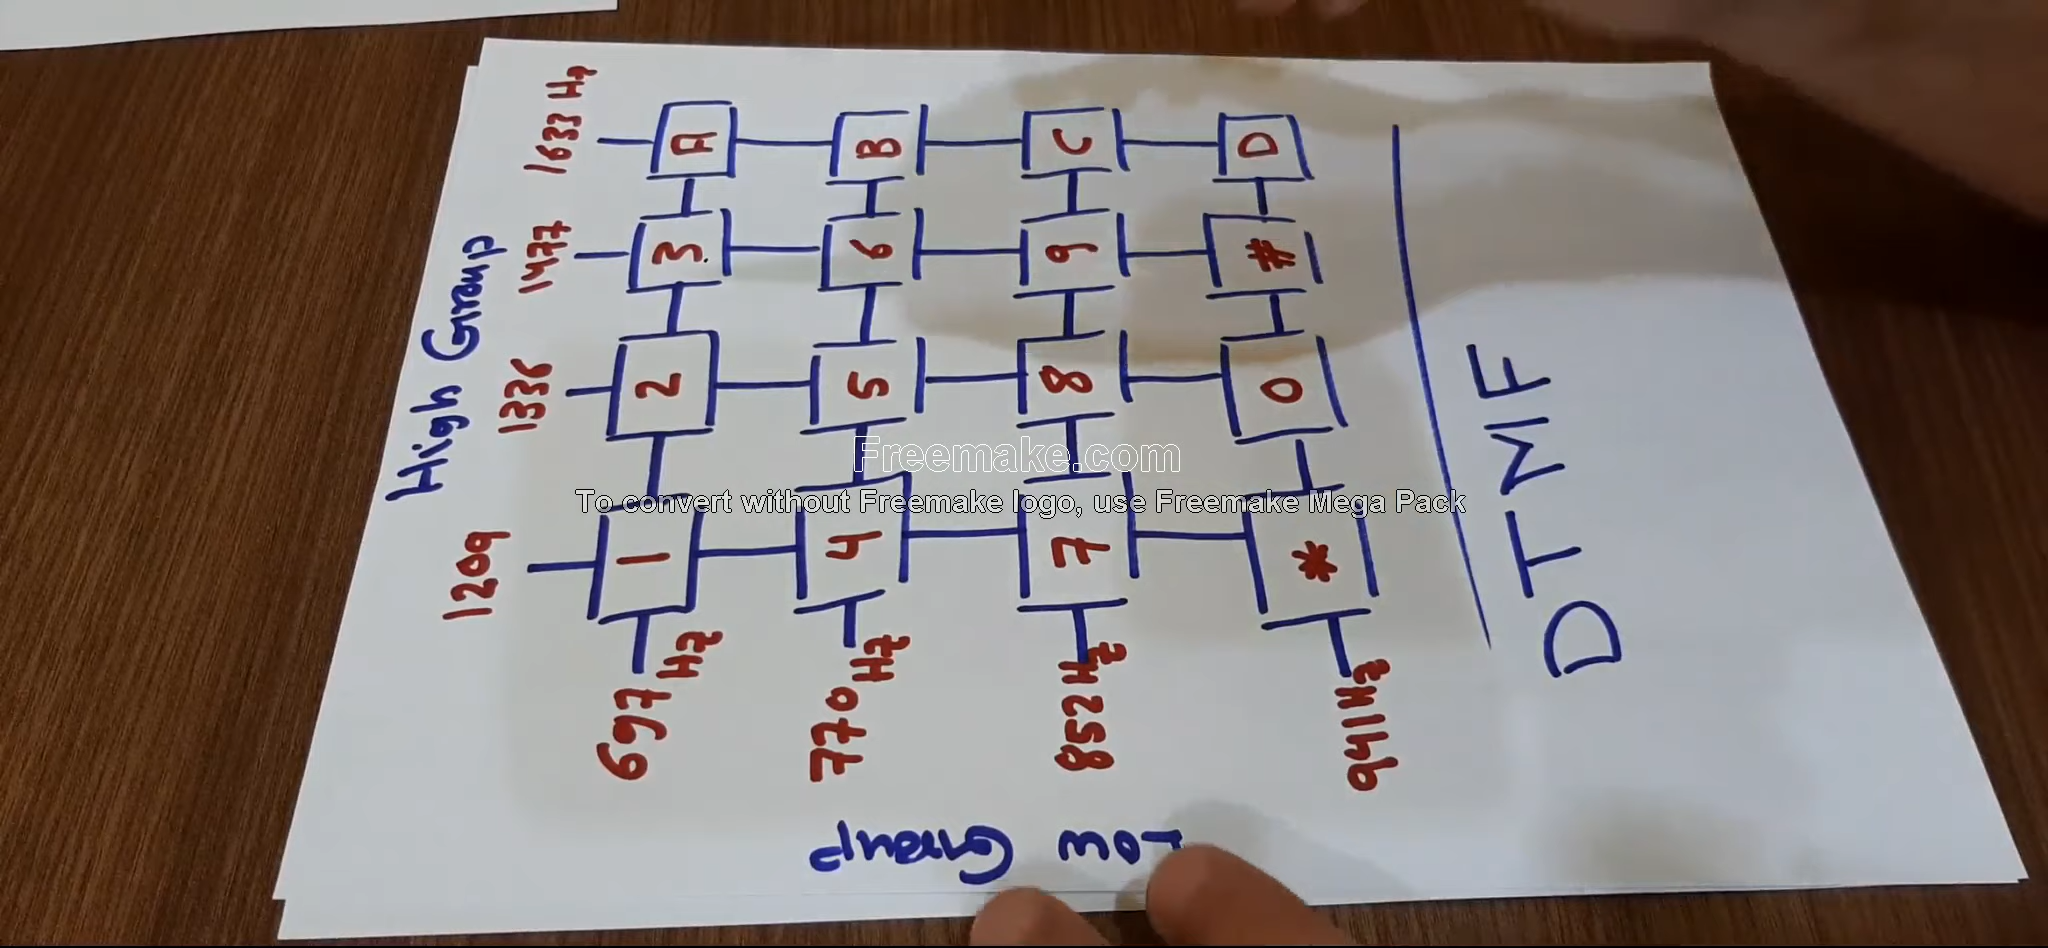 High Group
1209 1336 1477 1633 Hz
697 Hz 1 2 3 A
770 Hz 4 5 6 B
852 Hz 7 8 9 C
941 Hz * 0 # D
Low Group
DTMF
Freemake.com
To convert without Freemake logo, use Freemake Mega Pack